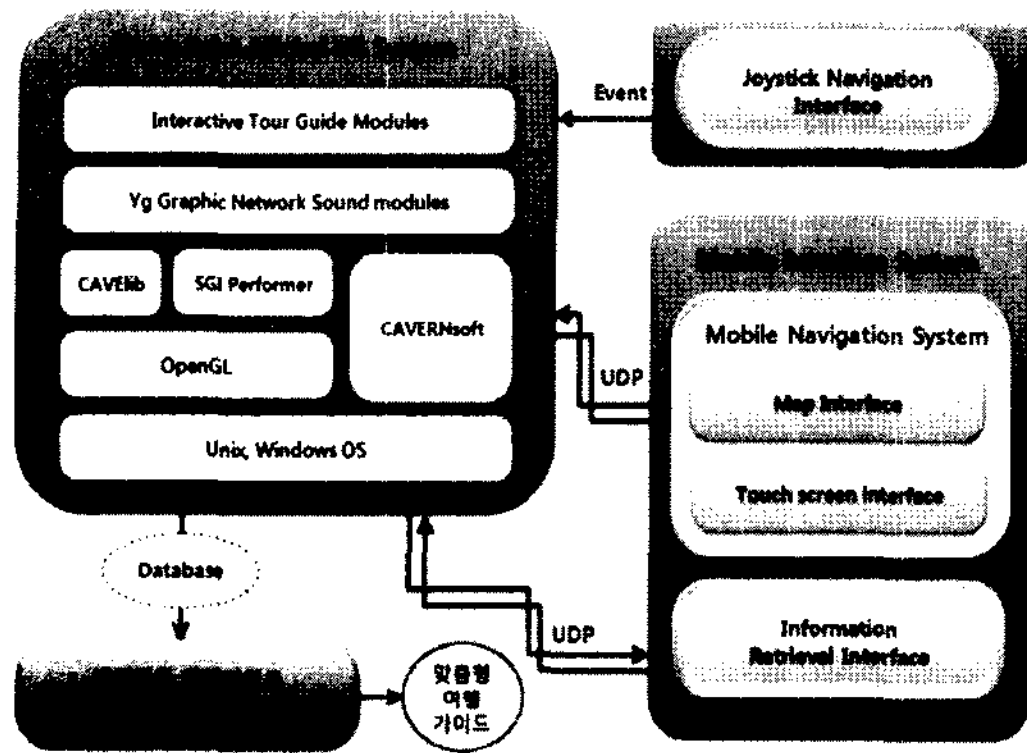 Interactive Tour Guide Modules
Yg Graphic Network Sound modules
CAVElib
SGI Performer
CAVERNsoft
OpenGL
Unix, Windows OS
Database
Event
Joystick Navigation
Interface
UDP
Mobile Navigation System
Map Interface
Touch screen interface
UDP
Information
Retrieval Interface
맞춤형
여행
가이드